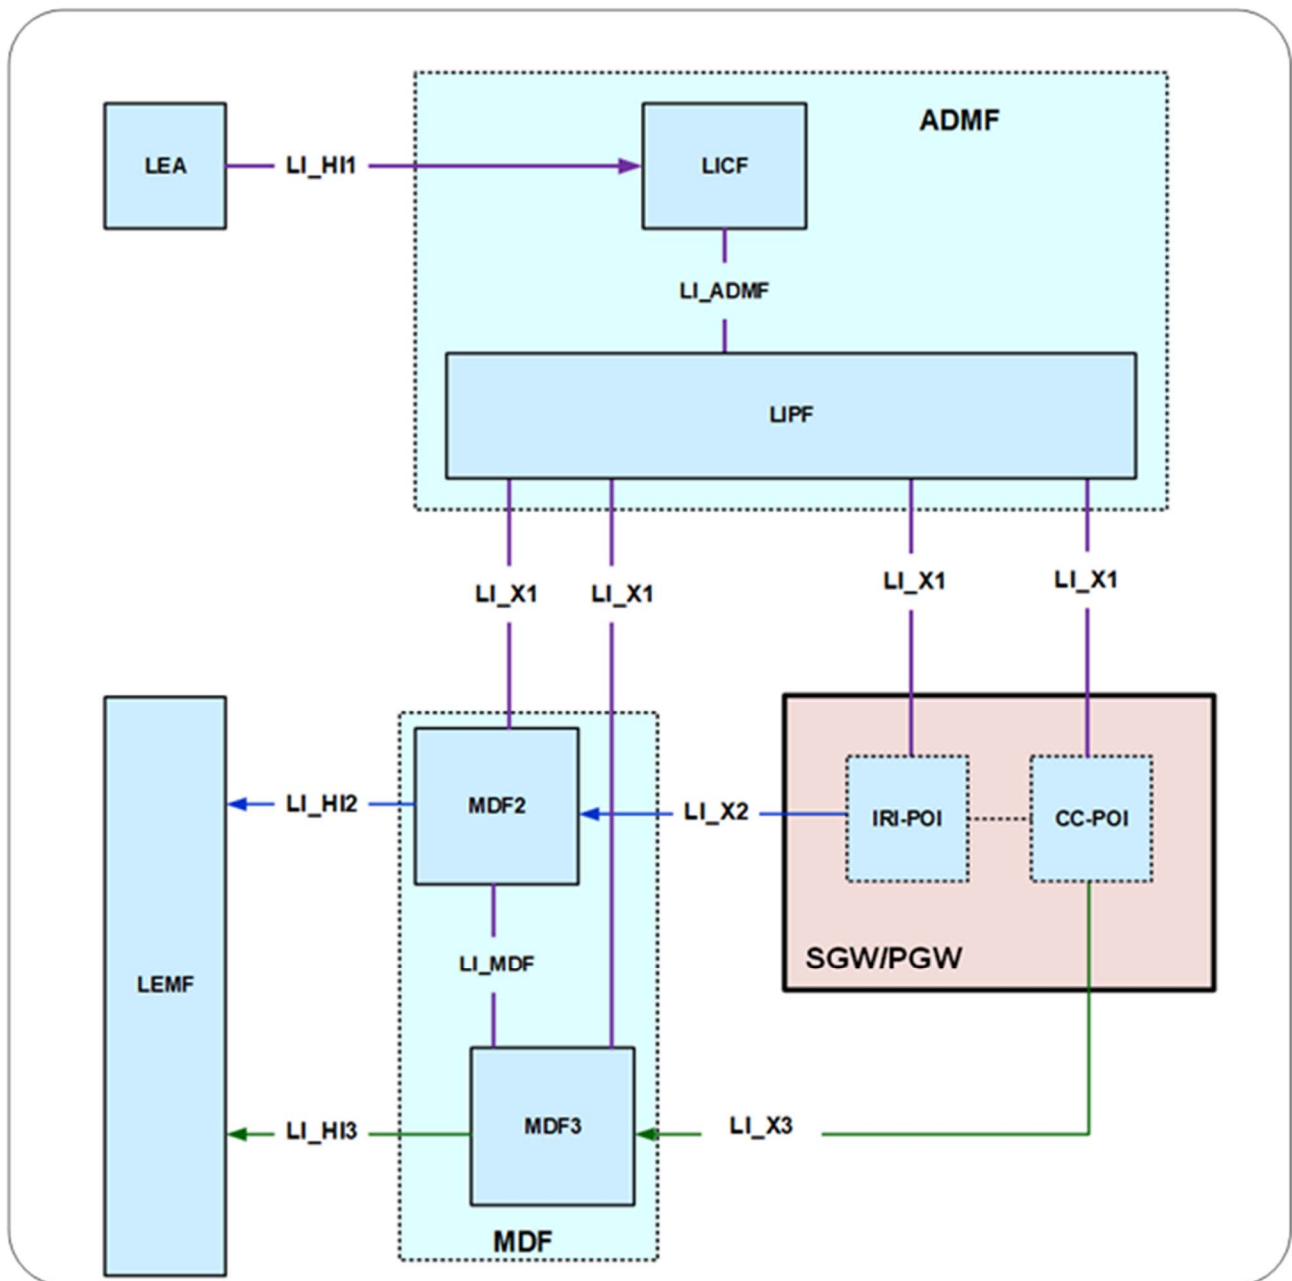 ADMF
LEA
LI_HI1
LICF
LI_ADMF
LIPF
LI_X1
LI_X1
LI_X1
LI_X1
LI_HI2
MDF2
LI_X2
IRI-POI
CC-POI
SGW/PGW
LI_MDF
LEMF
LI_HI3
MDF3
LI_X3
MDF